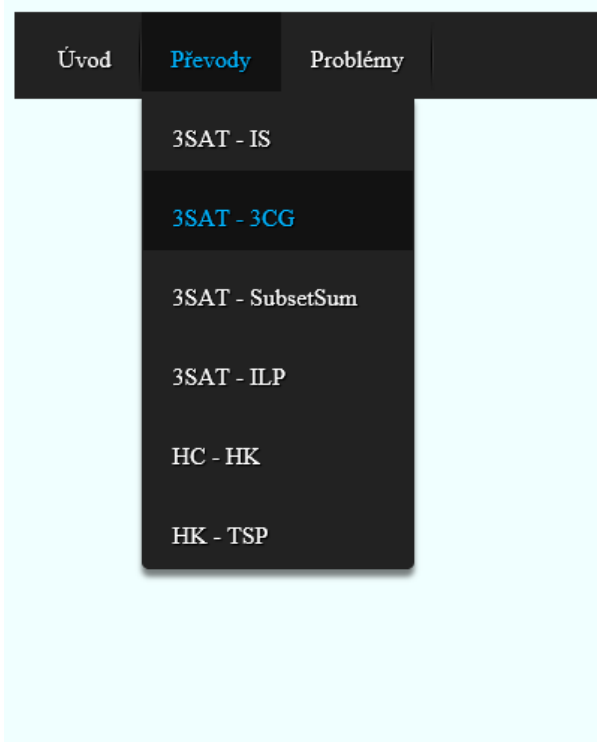 Úvod Převody Problémy
3SAT - IS
3SAT - 3CG
3SAT - SubsetSum
3SAT - ILP
HC - HK
HK - TSP